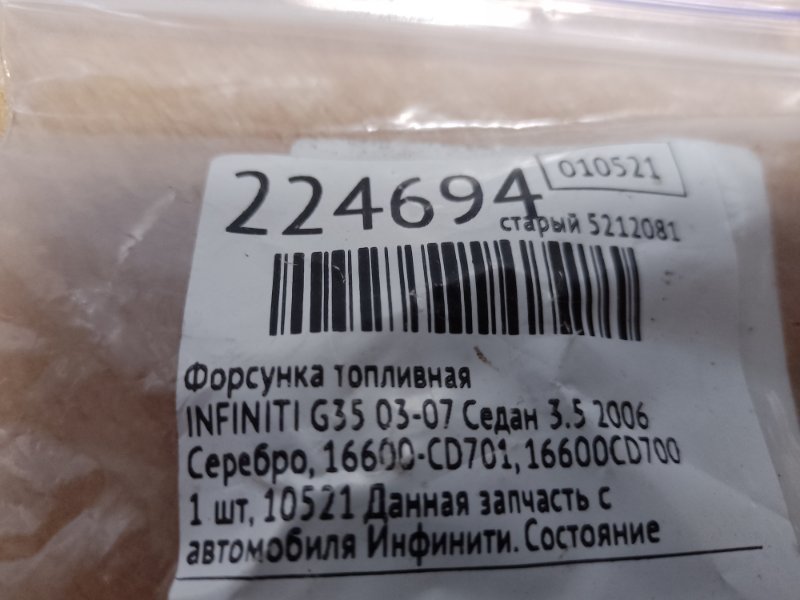 224694
010521
старый 5212081
Форсунка топливная
INFINITI G35 03-07 Седан 3.5 2006
Серебро, 16600-CD701, 16600CD700
1 шт, 10521 Данная запчасть с
автомобиля Инфинити. Состояние